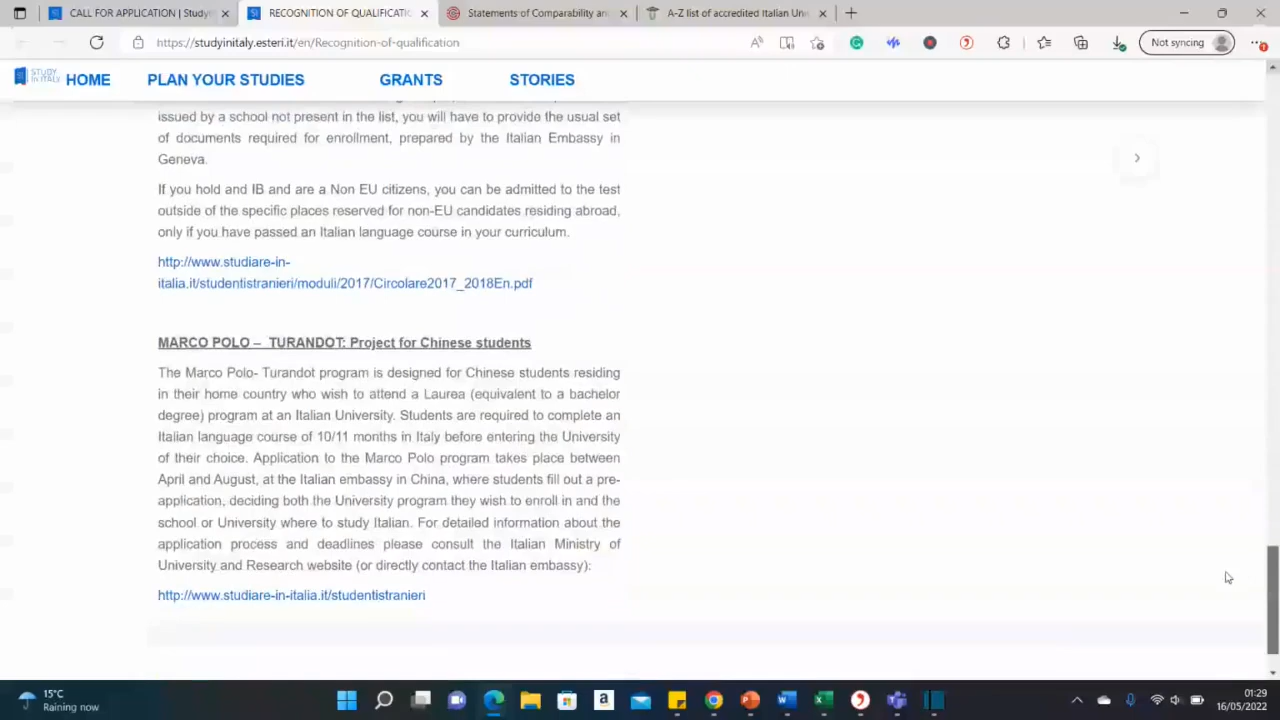 CALL FOR APPLICATION | Studyi
RECOGNITION OF QUALIFICATI
Statements of Comparability an
A-Z list of accredited Italian Uni
https://studyinitaly.esteri.it/en/Recognition-of-qualification
Not syncing
STUDY
in ITALY
HOME
PLAN YOUR STUDIES
GRANTS
STORIES
issued by a school not present in the list, you will have to provide the usual set
of documents required for enrollment, prepared by the Italian Embassy in
Geneva.
If you hold and IB and are a Non EU citizens, you can be admitted to the test
outside of the specific places reserved for non-EU candidates residing abroad,
only if you have passed an Italian language course in your curriculum.
http://www.studiare-in-
italia.it/studentistranieri/moduli/2017/Circolare2017_2018En.pdf
MARCO POLO – TURANDOT: Project for Chinese students
The Marco Polo- Turandot program is designed for Chinese students residing
in their home country who wish to attend a Laurea (equivalent to a bachelor
degree) program at an Italian University. Students are required to complete an
Italian language course of 10/11 months in Italy before entering the University
of their choice. Application to the Marco Polo program takes place between
April and August, at the Italian embassy in China, where students fill out a pre-
application, deciding both the University program they wish to enroll in and the
school or University where to study Italian. For detailed information about the
application process and deadlines please consult the Italian Ministry of
University and Research website (or directly contact the Italian embassy):
http://www.studiare-in-italia.it/studentistranieri
15°C
Raining now
01:29
16/05/2022